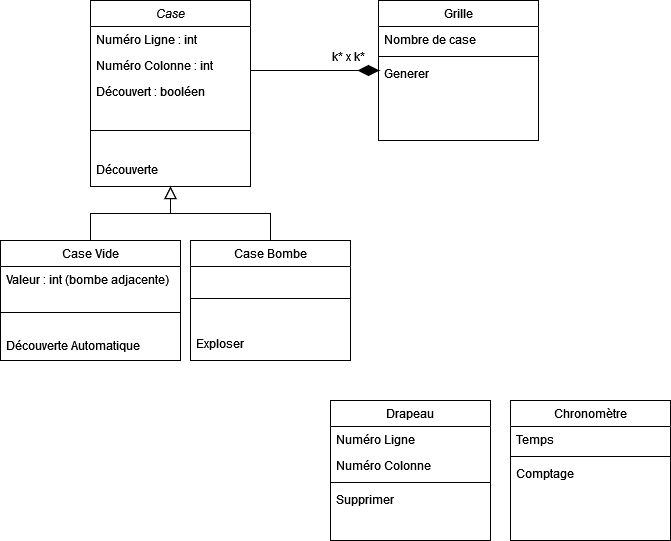 Case
Numéro Ligne : int
Numéro Colonne : int
Découvert : booléen
Découverte
k* x k*
Grille
Nombre de case
Generer
Case Vide
Valeur : int (bombe adjacente)
Découverte Automatique
Case Bombe
Exploser
Drapeau
Numéro Ligne
Numéro Colonne
Supprimer
Chronomètre
Temps
Comptage